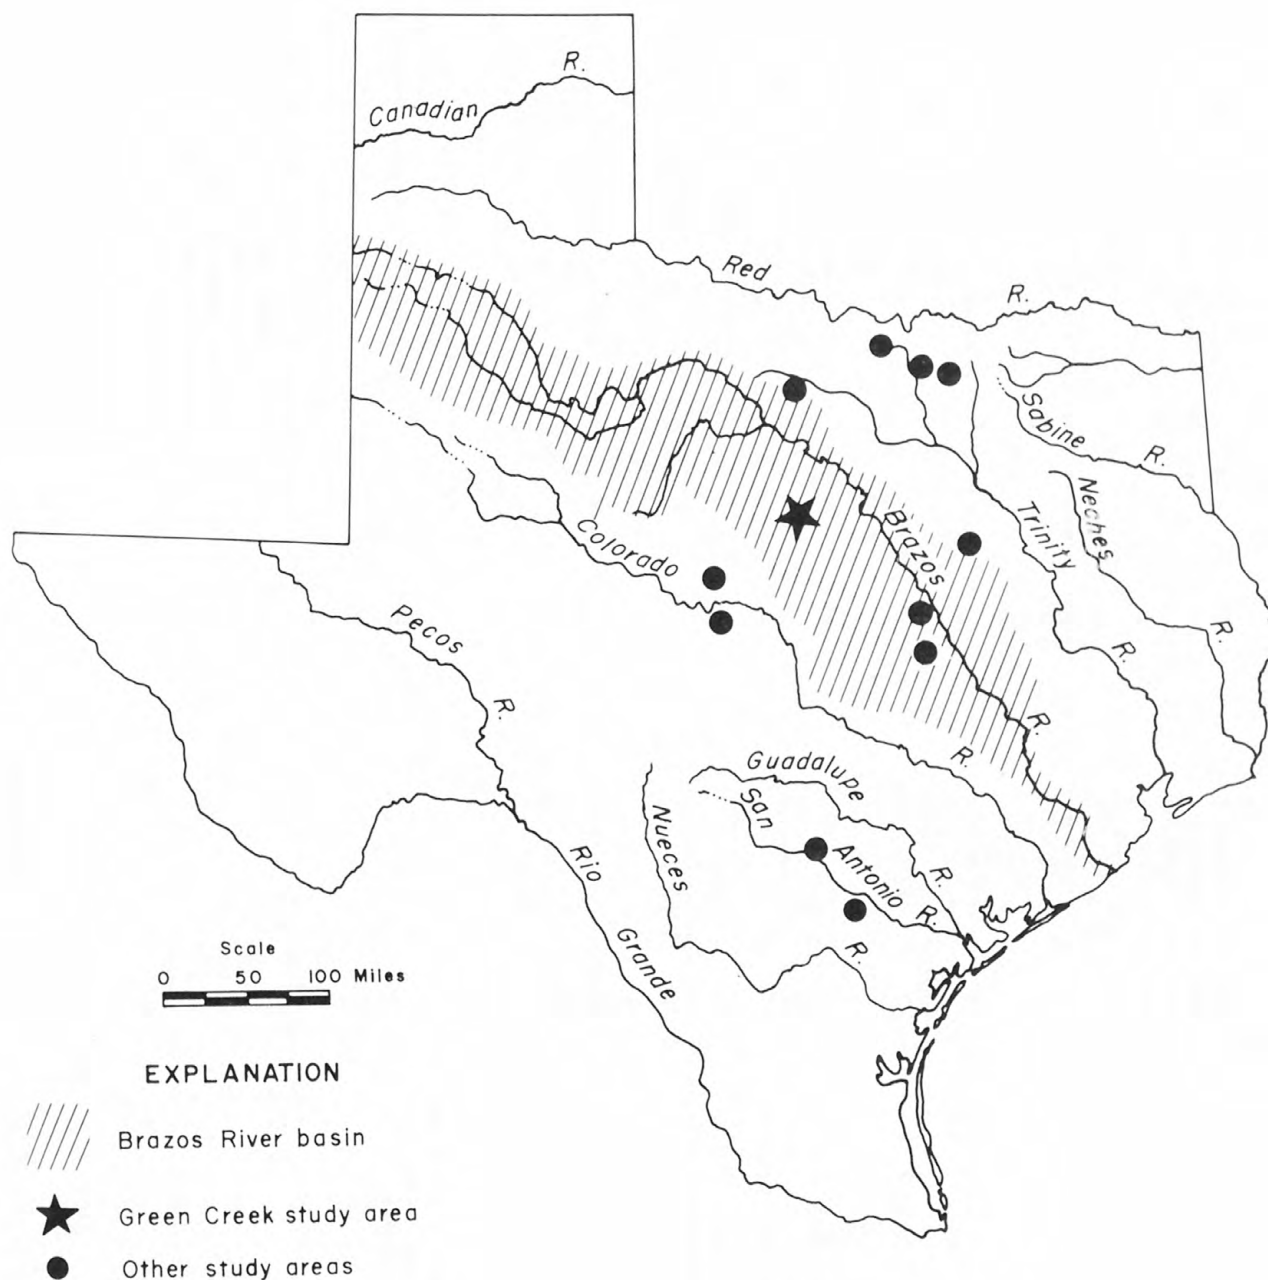 Canadian R.
Red R.
Sabine R.
Neches R.
Trinity R.
Brazos R.
Colorado R.
Pecos R.
Guadalupe R.
San Antonio R.
Nueces R.
Rio Grande
Scale
0 50 100 Miles
EXPLANATION
Brazos River basin
Green Creek study area
Other study areas